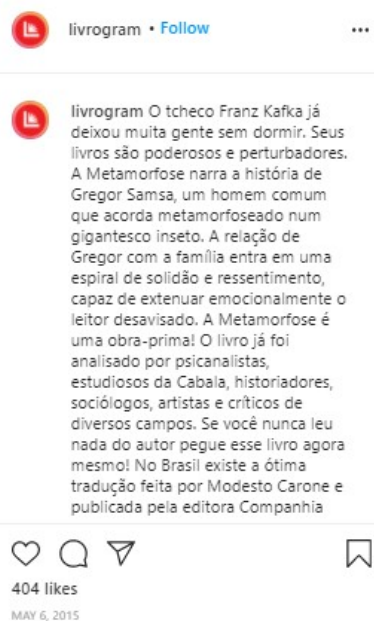 livrogram • Follow
livrogram O tcheco Franz Kafka já
deixou muita gente sem dormir. Seus
livros são poderosos e perturbadores.
A Metamorfose narra a história de
Gregor Samsa, um homem comum
que acorda metamorfoseado num
gigantesco inseto. A relação de
Gregor com a família entra em uma
espiral de solidão e ressentimento,
capaz de extenuar emocionalmente o
leitor desavisado. A Metamorfose é
uma obra-prima! O livro já foi
analisado por psicanalistas,
estudiosos da Cabala, historiadores,
sociólogos, artistas e críticos de
diversos campos. Se você nunca leu
nada do autor pegue esse livro agora
mesmo! No Brasil existe a ótima
tradução feita por Modesto Carone e
publicada pela editora Companhia
404 likes
MAY 6, 2015